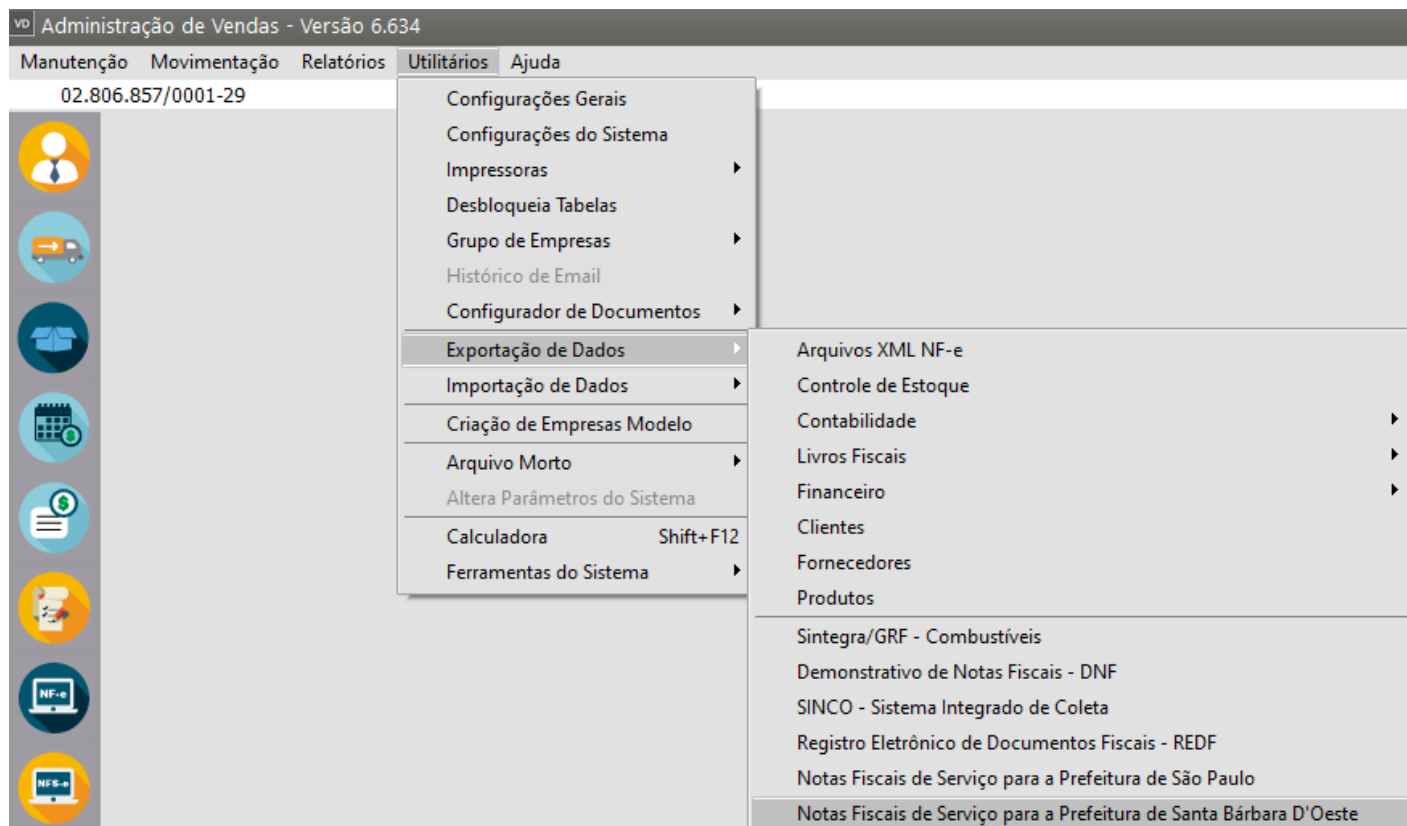 VD Administração de Vendas - Versão 6.634
Manutenção Movimentação Relatórios Utilitários Ajuda
02.806.857/0001-29
Configurações Gerais
Configurações do Sistema
Impressoras
Desbloqueia Tabelas
Grupo de Empresas
Histórico de Email
Configurador de Documentos
Exportação de Dados
Importação de Dados
Criação de Empresas Modelo
Arquivo Morto
Altera Parâmetros do Sistema
Calculadora Shift+F12
Ferramentas do Sistema
Arquivos XML NF-e
Controle de Estoque
Contabilidade
Livros Fiscais
Financeiro
Clientes
Fornecedores
Produtos
Sintegra/GRF - Combustíveis
Demonstrativo de Notas Fiscais - DNF
SINCO - Sistema Integrado de Coleta
Registro Eletrônico de Documentos Fiscais - REDF
Notas Fiscais de Serviço para a Prefeitura de São Paulo
Notas Fiscais de Serviço para a Prefeitura de Santa Bárbara D'Oeste
$
$
NF-e
NFS-e